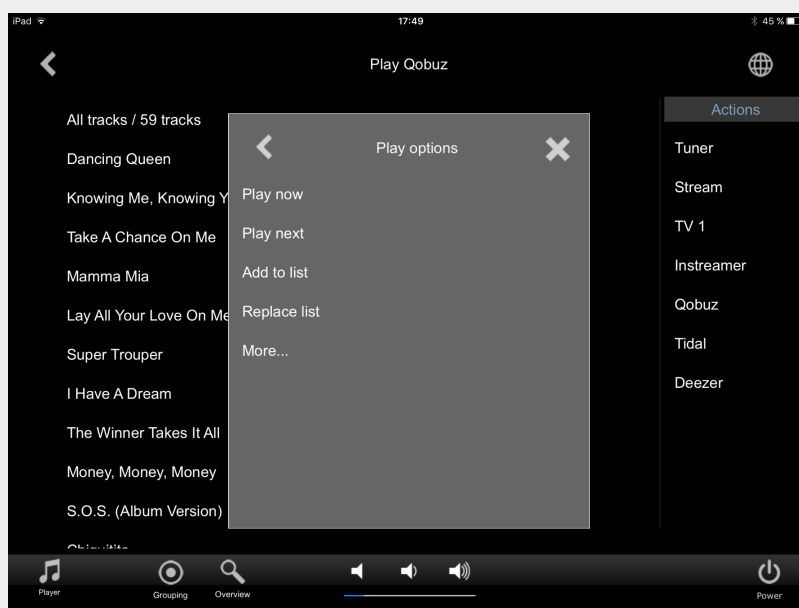 iPad 17:49 45 %
Play Qobuz
All tracks / 59 tracks
Dancing Queen
Knowing Me, Knowing Y
Take A Chance On Me
Mamma Mia
Lay All Your Love On Me
Super Trouper
I Have A Dream
The Winner Takes It All
Money, Money, Money
S.O.S. (Album Version)
Chiquitita
Play options
Play now
Play next
Add to list
Replace list
More...
Actions
Tuner
Stream
TV 1
Instreamer
Qobuz
Tidal
Deezer
Player
Grouping
Overview
Power